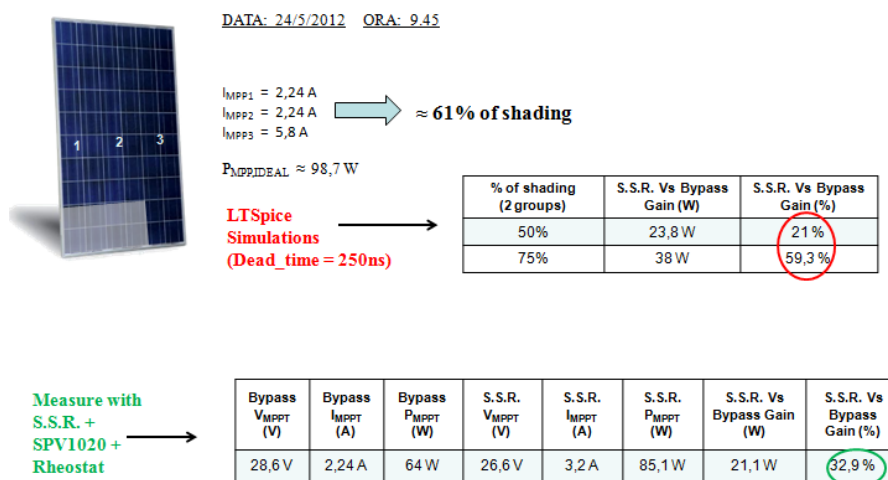 DATA: 24/5/2012 ORA: 9.45
IMPP1 = 2,24 A
IMPP2 = 2,24 A
IMPP3 = 5,8 A
≈ 61% of shading
1 2 3
PMPP,IDEAL ≈ 98,7 W
LTSpice
Simulations
(Dead_time = 250ns)
% of shading (2 groups) S.S.R. Vs Bypass Gain (W) S.S.R. Vs Bypass Gain (%)
50% 23,8 W 21 %
75% 38 W 59,3 %
Measure with
S.S.R. +
SPV1020 +
Rheostat
Bypass VMPPT (V) Bypass IMPPT (A) Bypass PMPPT (W) S.S.R. VMPPT (V) S.S.R. IMPPT (A) S.S.R. PMPPT (W) S.S.R. Vs Bypass Gain (W) S.S.R. Vs Bypass Gain (%)
28,6 V 2,24 A 64 W 26,6 V 3,2 A 85,1 W 21,1 W 32,9 %